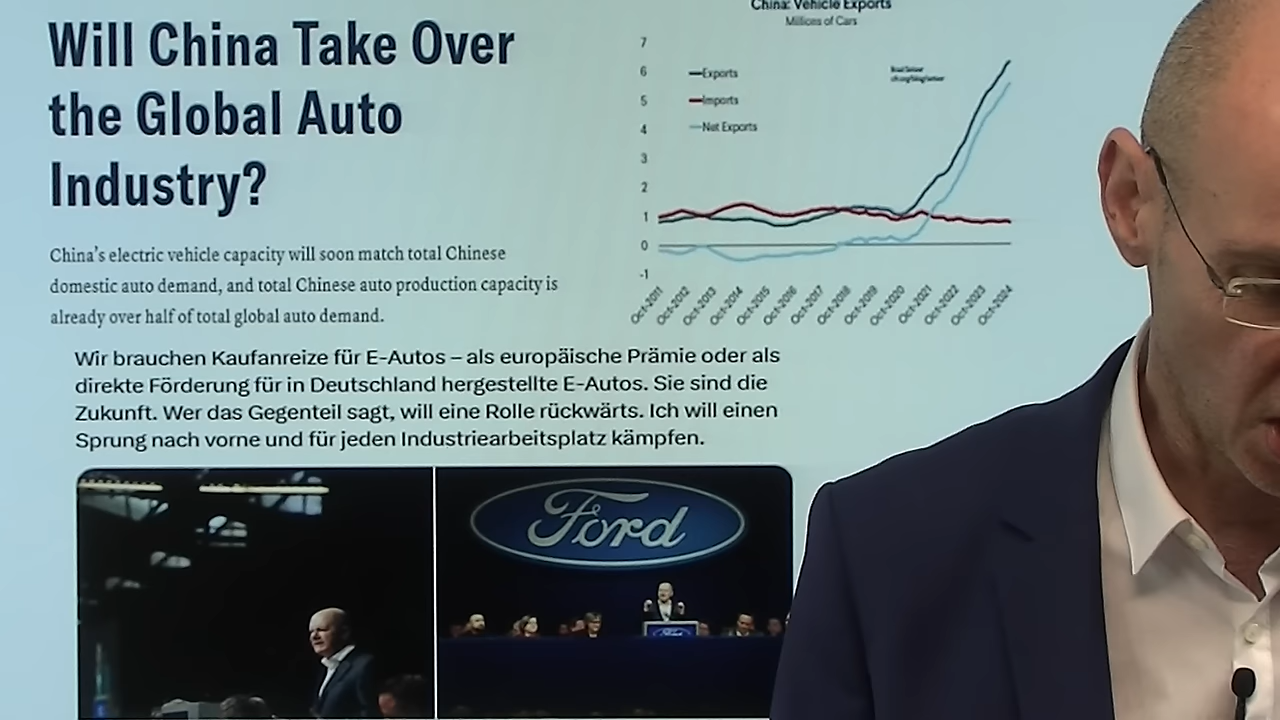 Will China Take Over
the Global Auto
Industry?
China's electric vehicle capacity will soon match total Chinese
domestic auto demand, and total Chinese auto production capacity is
already over half of total global auto demand.
China: Vehicle Exports
Millions of Cars
7
6
5
4
3
2
1
0
-1
Exports
Imports
Net Exports
Oct-2011
Oct-2012
Oct-2013
Oct-2014
Oct-2015
Oct-2016
Oct-2017
Oct-2018
Oct-2019
Oct-2020
Oct-2021
Oct-2022
Oct-2023
Oct-2024
Wir brauchen Kaufanreize für E-Autos – als europäische Prämie oder als
direkte Förderung für in Deutschland hergestellte E-Autos. Sie sind die
Zukunft. Wer das Gegenteil sagt, will eine Rolle rückwärts. Ich will einen
Sprung nach vorne und für jeden Industriearbeitsplatz kämpfen.
Ford
Ford